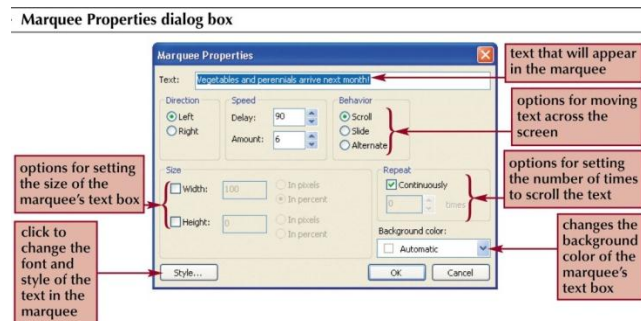 Marquee Properties dialog box
Marquee Properties
text that will appear
in the marquee
Text: Vegetables and perennials arrive next month!
Direction
Left
Right
Speed
Delay: 90
Amount: 6
Behavior
Scroll
Slide
Alternate
options for moving
text across the
screen
options for setting
the size of the
marquee's text box
Size
Width: 100
In pixels
In percent
Height: 0
In pixels
In percent
Repeat
Continuously
0 times
options for setting
the number of times
to scroll the text
Background color:
Automatic
changes the
background
color of the
marquee's
text box
click to
change the
font and
style of the
text in the
marquee
Style...
OK
Cancel